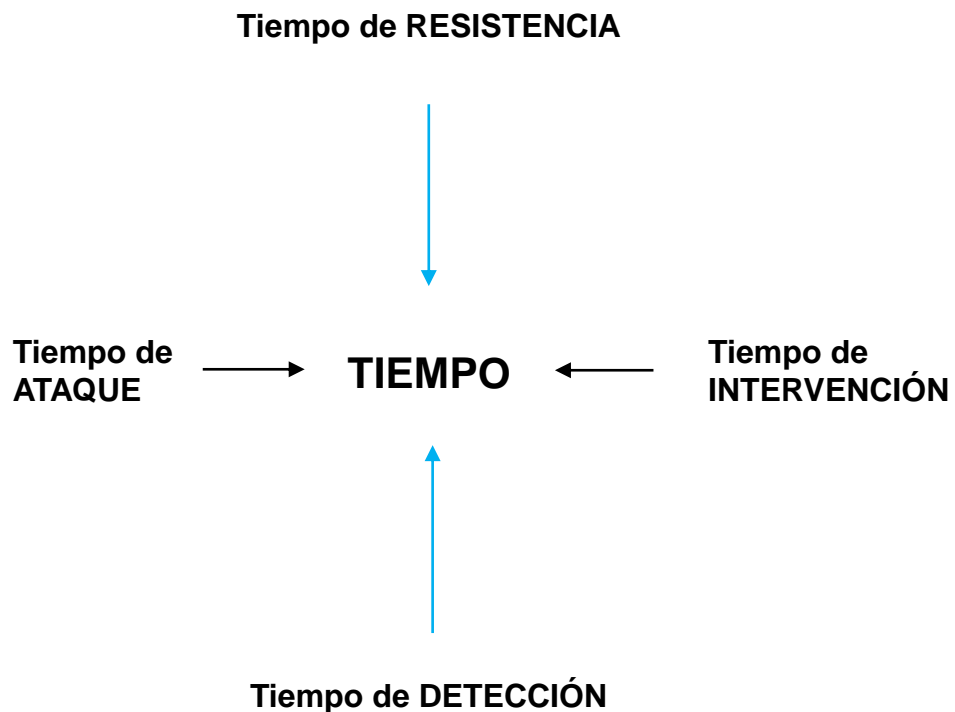 Tiempo de RESISTENCIA
Tiempo de
ATAQUE
TIEMPO
Tiempo de
INTERVENCIÓN
Tiempo de DETECCIÓN